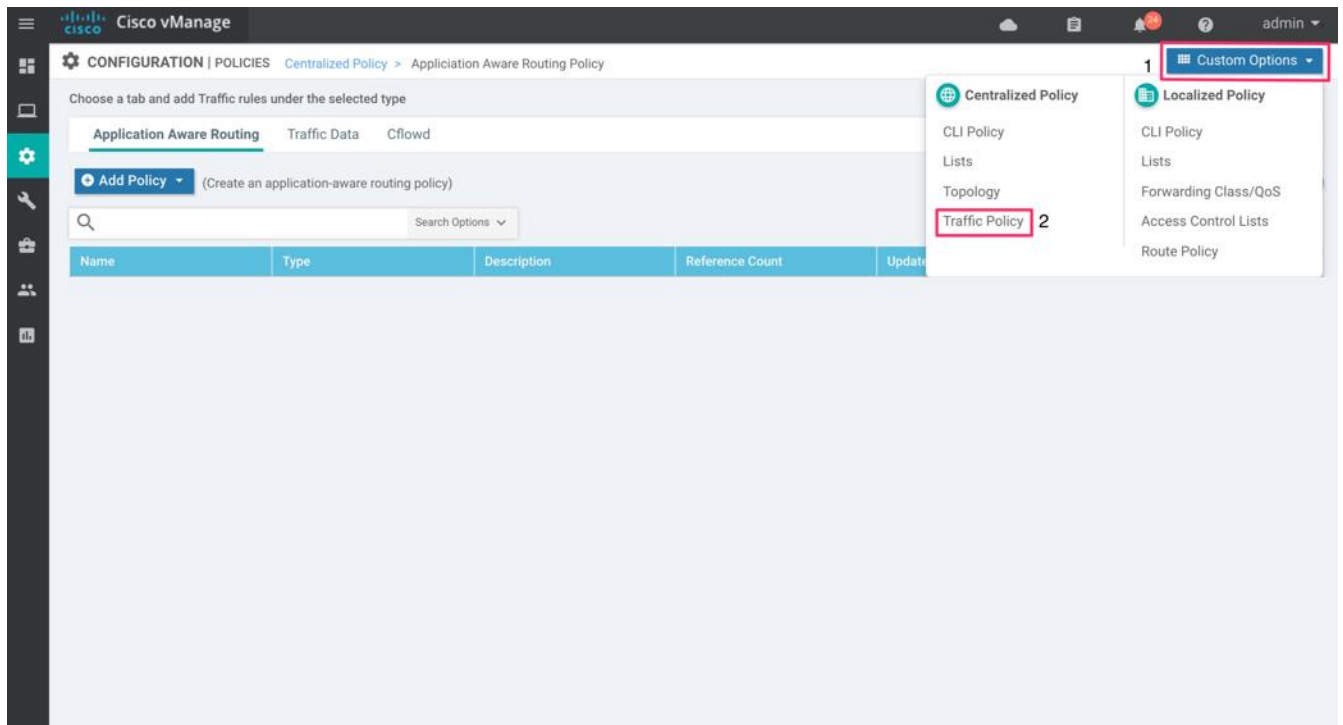 cisco Cisco vManage 24 admin
CONFIGURATION | POLICIES Centralized Policy > Appliciation Aware Routing Policy 1 Custom Options
Choose a tab and add Traffic rules under the selected type
Application Aware Routing Traffic Data Cflowd
Add Policy (Create an application-aware routing policy)
Search Options
Name Type Description Reference Count Update
Centralized Policy
CLI Policy
Lists
Topology
Traffic Policy 2
Localized Policy
CLI Policy
Lists
Forwarding Class/QoS
Access Control Lists
Route Policy